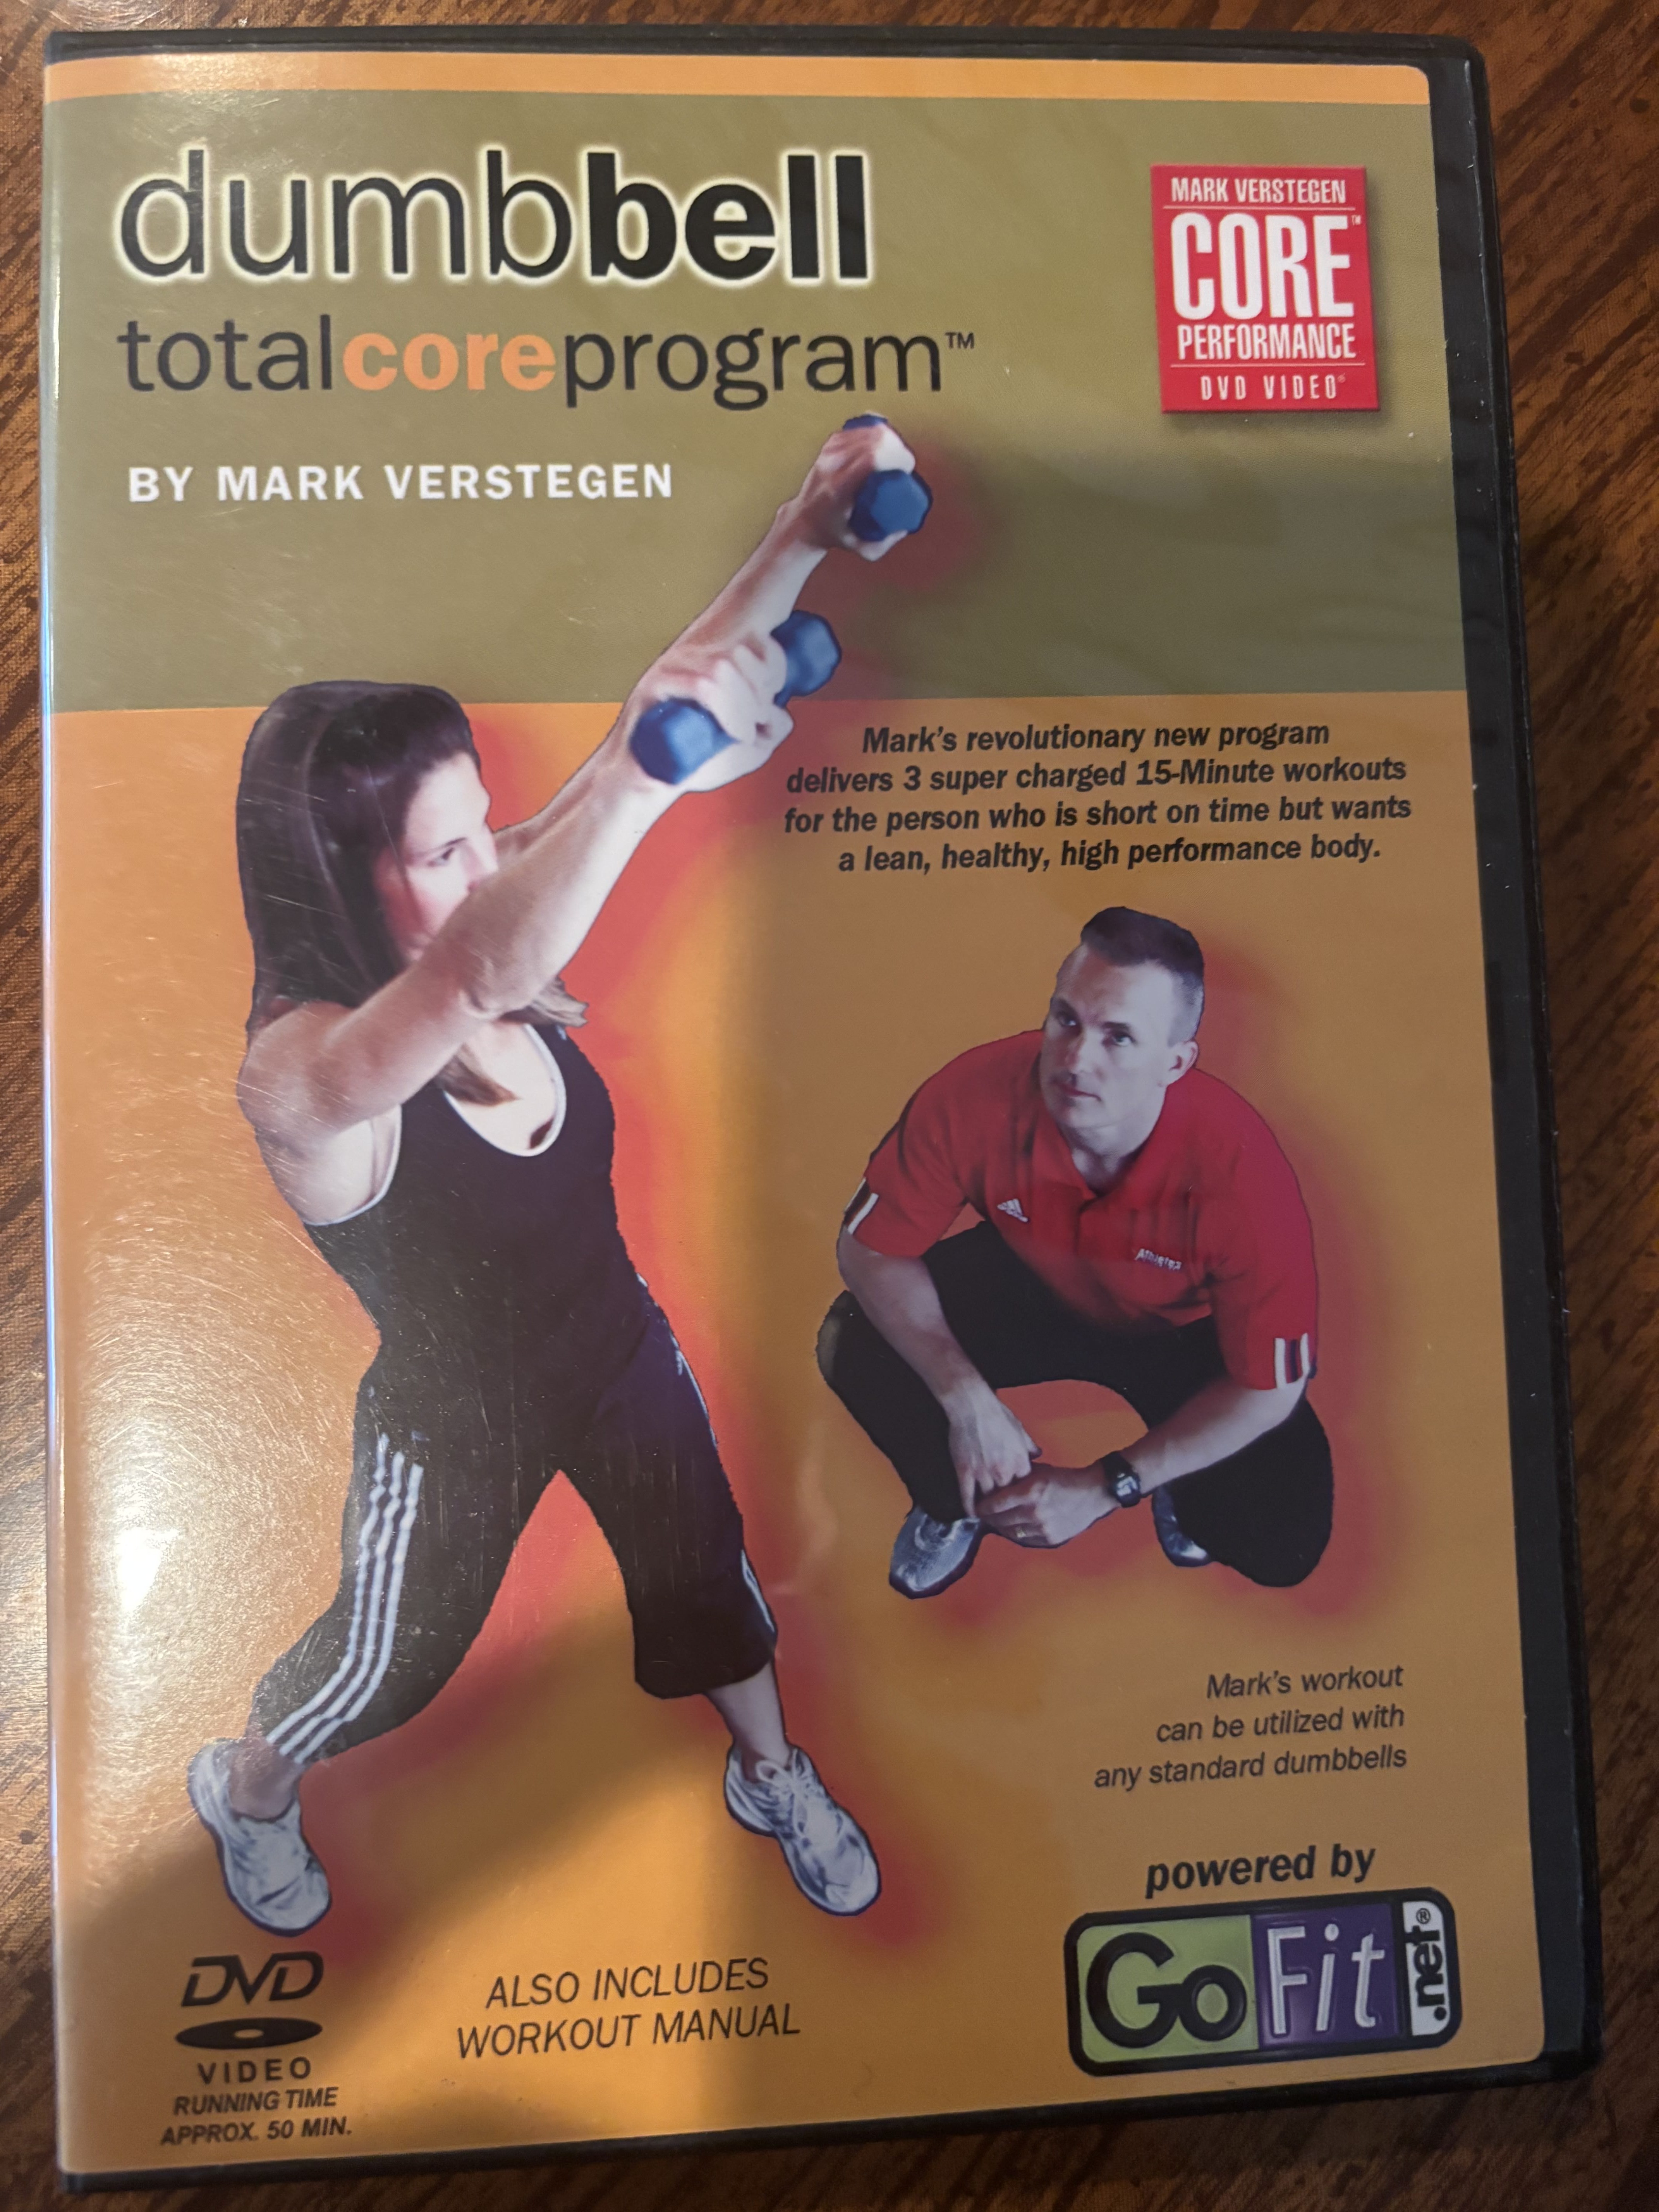 dumbbell
totalcoreprogram™
BY MARK VERSTEGEN
MARK VERSTEGEN
CORE™
PERFORMANCE
DVD VIDEO®
Mark's revolutionary new program
delivers 3 super charged 15-Minute workouts
for the person who is short on time but wants
a lean, healthy, high performance body.
Mark's workout
can be utilized with
any standard dumbbells
powered by
GoFit.net®
ALSO INCLUDES
WORKOUT MANUAL
DVD
VIDEO
RUNNING TIME
APPROX. 50 MIN.